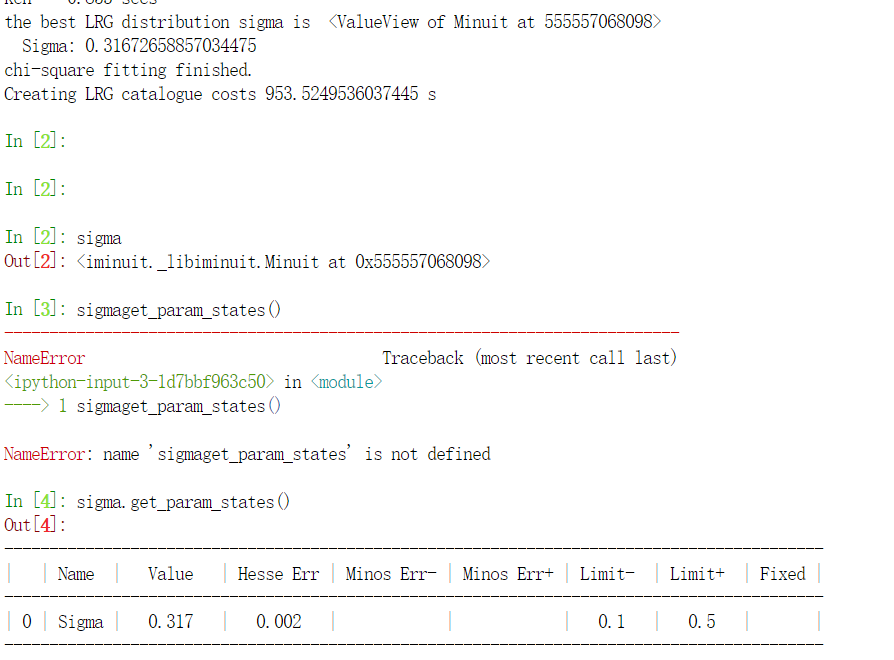 the best LRG distribution sigma is  <ValueView of Minuit at 555557068098>
  Sigma: 0.31672658857034475
chi-square fitting finished.
Creating LRG catalogue costs 953.5249536037445 s
In [2]:
In [2]:
In [2]: sigma
Out[2]: <iminuit._libiminuit.Minuit at 0x555557068098>
In [3]: sigmaget_param_states()
---------------------------------------------------------------------------
NameError                                 Traceback (most recent call last)
<ipython-input-3-1d7bbf963c50> in <module>
----> 1 sigmaget_param_states()
NameError: name 'sigmaget_param_states' is not defined
In [4]: sigma.get_param_states()
Out[4]:
| | Name | Value | Hesse Err | Minos Err- | Minos Err+ | Limit- | Limit+ | Fixed |
| 0 | Sigma | 0.317 | 0.002 | | | 0.1 | 0.5 | |